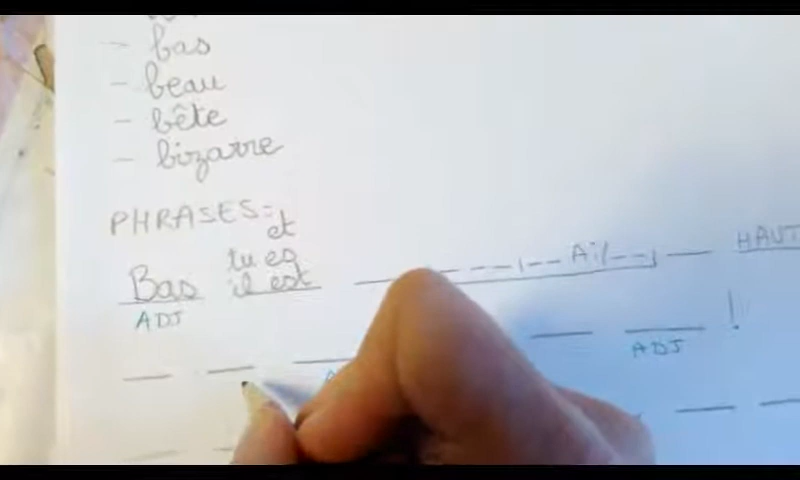 - bas
- beau
- bête
- bizarre
PHRASES=
et
tu es
Bas il est HAUT
ADJ
!
ADJ